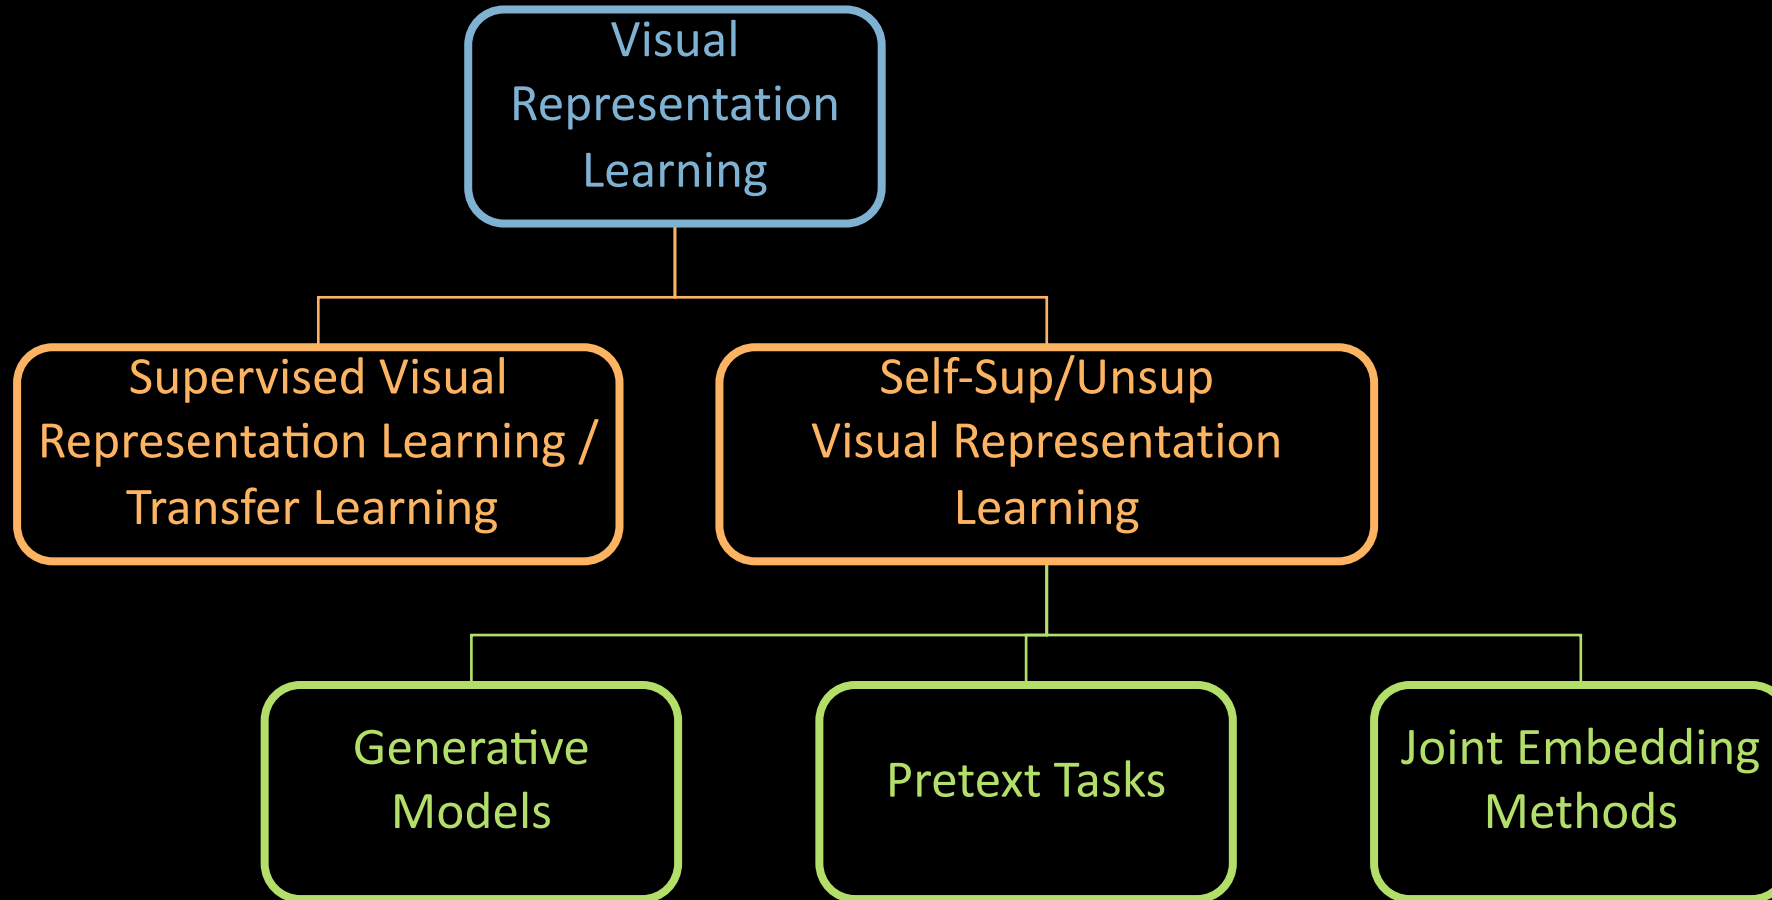 Visual
Representation
Learning
Supervised Visual
Representation Learning /
Transfer Learning
Self-Sup/Unsup
Visual Representation
Learning
Generative
Models
Pretext Tasks
Joint Embedding
Methods